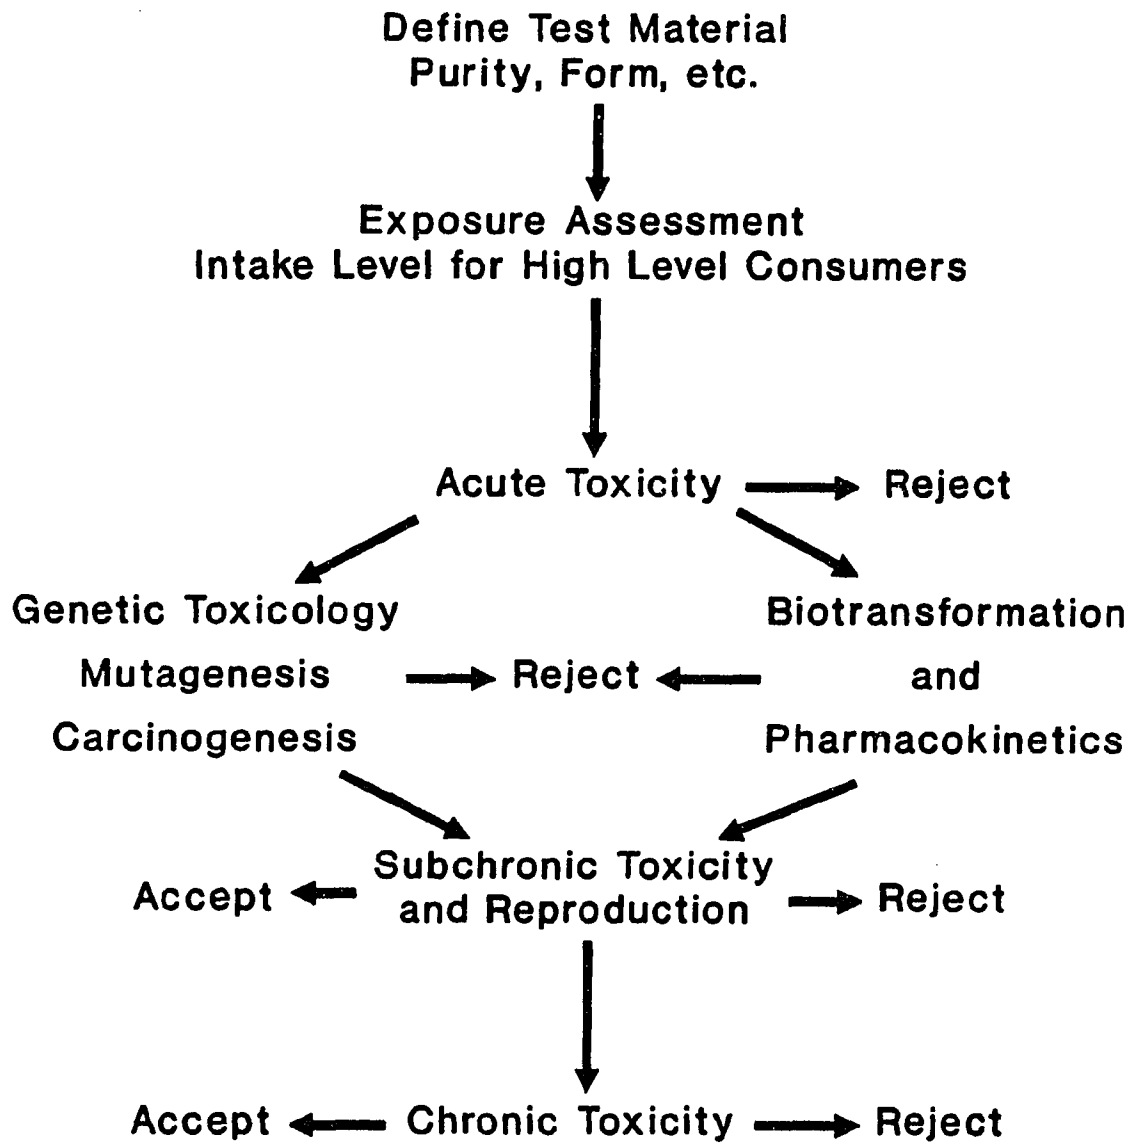 Define Test Material
Purity, Form, etc.
Exposure Assessment
Intake Level for High Level Consumers
Acute Toxicity
Reject
Genetic Toxicology
Mutagenesis
Carcinogenesis
Reject
Biotransformation
and
Pharmacokinetics
Accept
Subchronic Toxicity
and Reproduction
Reject
Accept
Chronic Toxicity
Reject